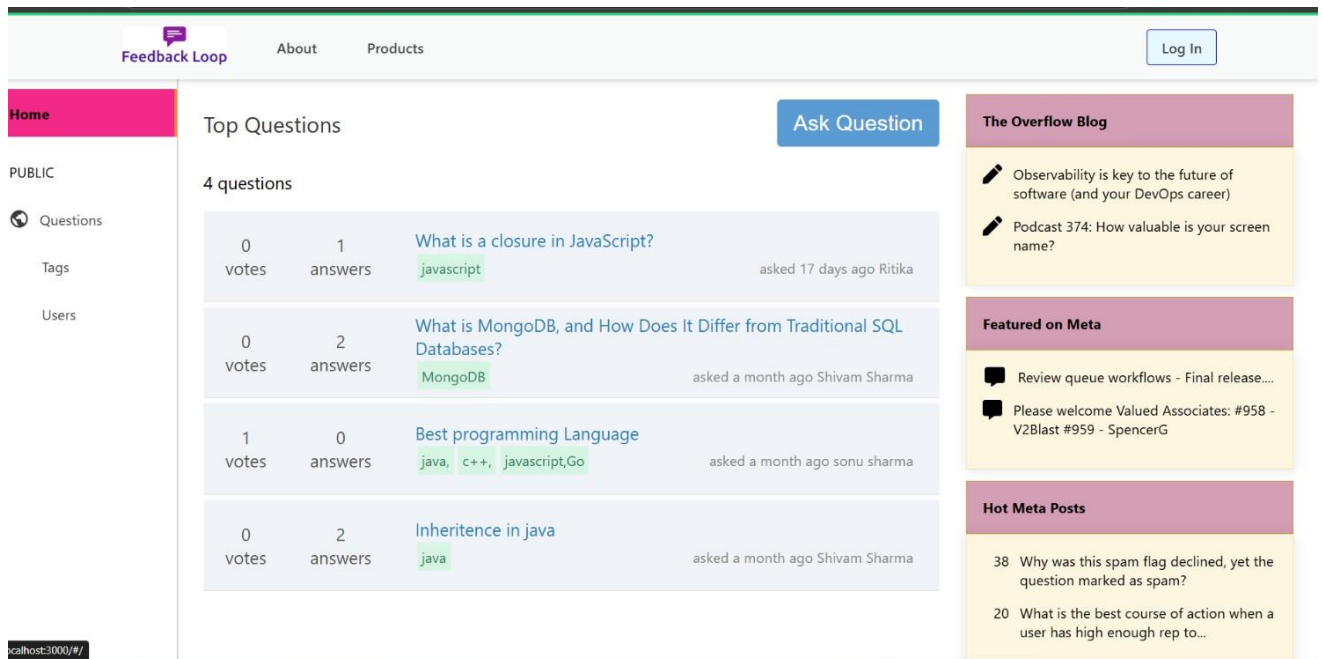 Feedback Loop
About
Products
Log In
Home
PUBLIC
Questions
Tags
Users
Top Questions
Ask Question
4 questions
0 votes
1 answers
What is a closure in JavaScript?
javascript
asked 17 days ago Ritika
0 votes
2 answers
What is MongoDB, and How Does It Differ from Traditional SQL
Databases?
MongoDB
asked a month ago Shivam Sharma
1 votes
0 answers
Best programming Language
java, c++, javascript,Go
asked a month ago sonu sharma
0 votes
2 answers
Inheritence in java
java
asked a month ago Shivam Sharma
The Overflow Blog
Observability is key to the future of
software (and your DevOps career)
Podcast 374: How valuable is your screen
name?
Featured on Meta
Review queue workflows - Final release....
Please welcome Valued Associates: #958 -
V2Blast #959 - SpencerG
Hot Meta Posts
38 Why was this spam flag declined, yet the
question marked as spam?
20 What is the best course of action when a
user has high enough rep to...
ocalhost:3000/#/